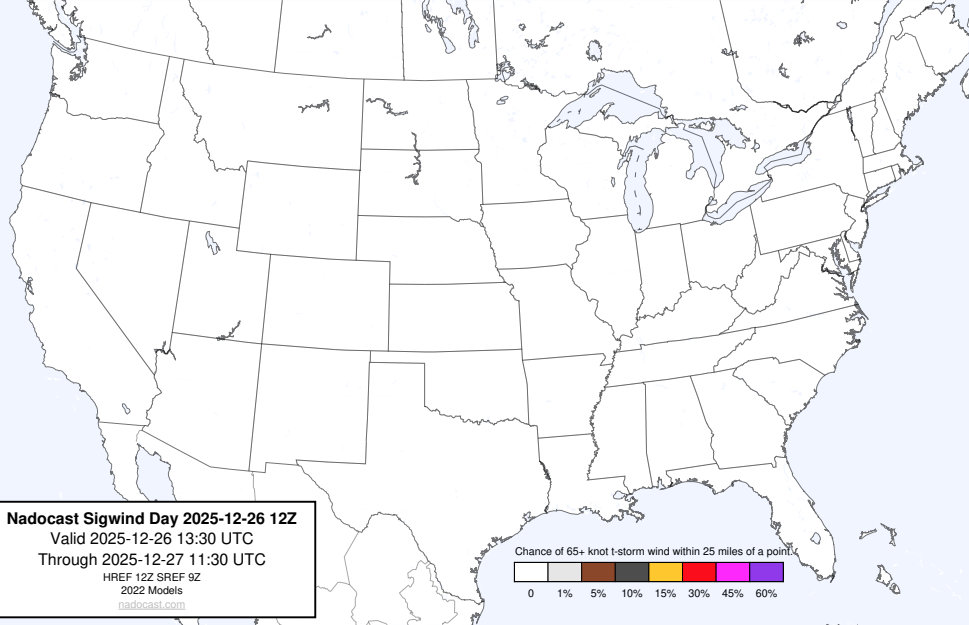 Nadocast Sigwind Day 2025-12-26 12Z
Valid 2025-12-26 13:30 UTC
Through 2025-12-27 11:30 UTC
HREF 12Z SREF 9Z
2022 Models
nadocast.com
Chance of 65+ knot t-storm wind within 25 miles of a point.
0 1% 5% 10% 15% 30% 45% 60%